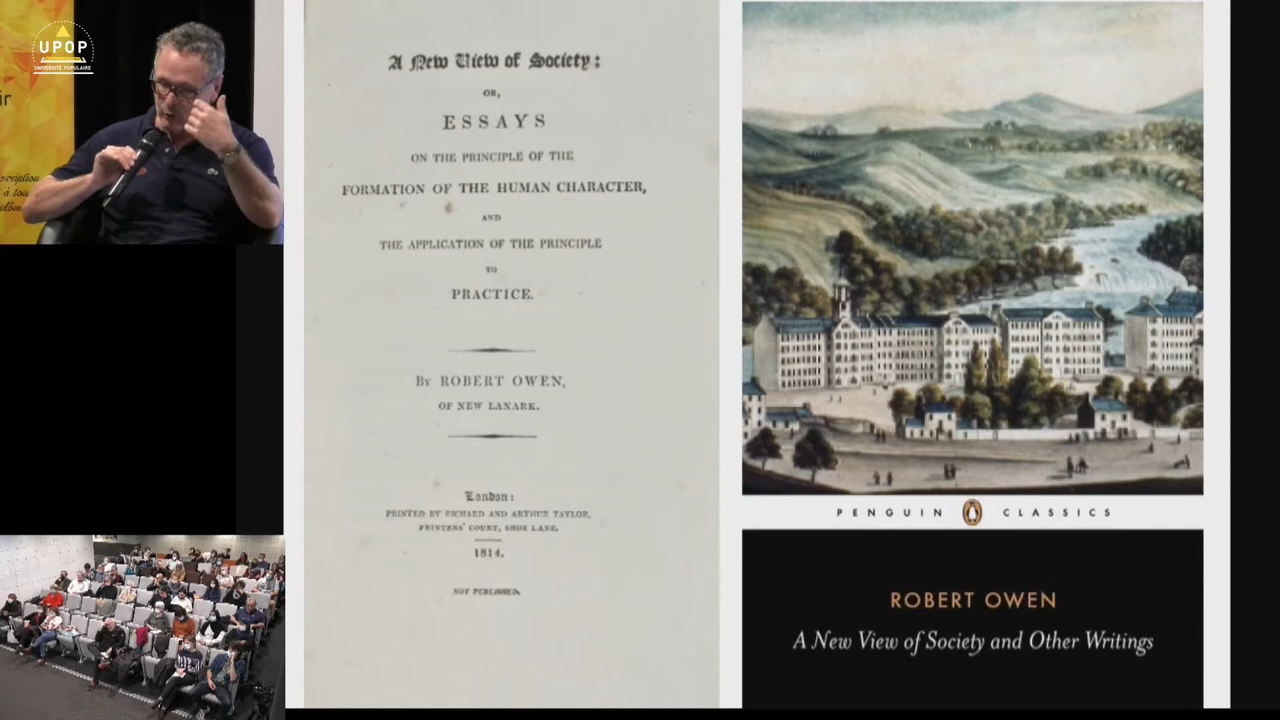 UPOP
UNIVERSITÉ POPULAIRE
ir
à tou
A New View of Society:
OR,
ESSAYS
ON THE PRINCIPLE OF THE
FORMATION OF THE HUMAN CHARACTER,
AND
THE APPLICATION OF THE PRINCIPLE
TO
PRACTICE.
By ROBERT OWEN,
OF NEW LANARK.
London:
PRINTED BY RICHARD AND ARTHUR TAYLOR,
PRINTERS' COURT, SHOE LANE.
1814.
NOT PUBLISHED.
PENGUIN CLASSICS
ROBERT OWEN
A New View of Society and Other Writings